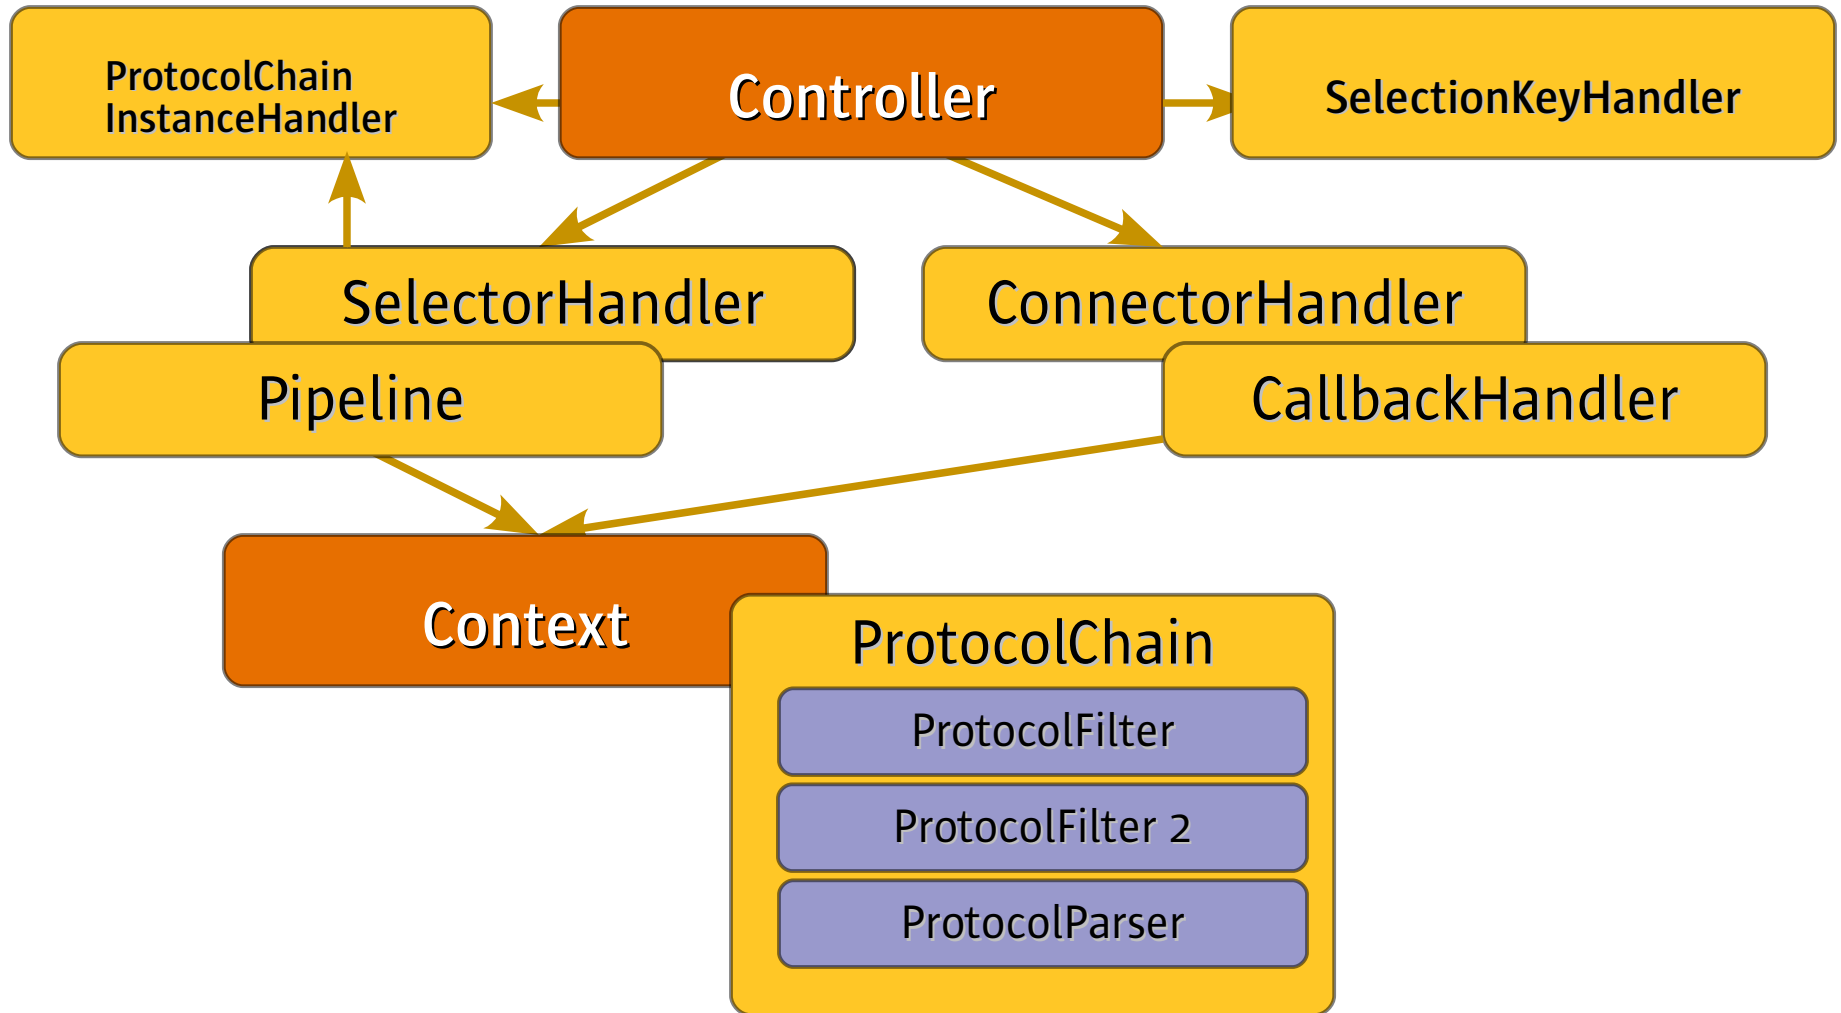 ProtocolChain
InstanceHandler
Controller
SelectionKeyHandler
SelectorHandler
ConnectorHandler
Pipeline
CallbackHandler
Context
ProtocolChain
ProtocolFilter
ProtocolFilter 2
ProtocolParser